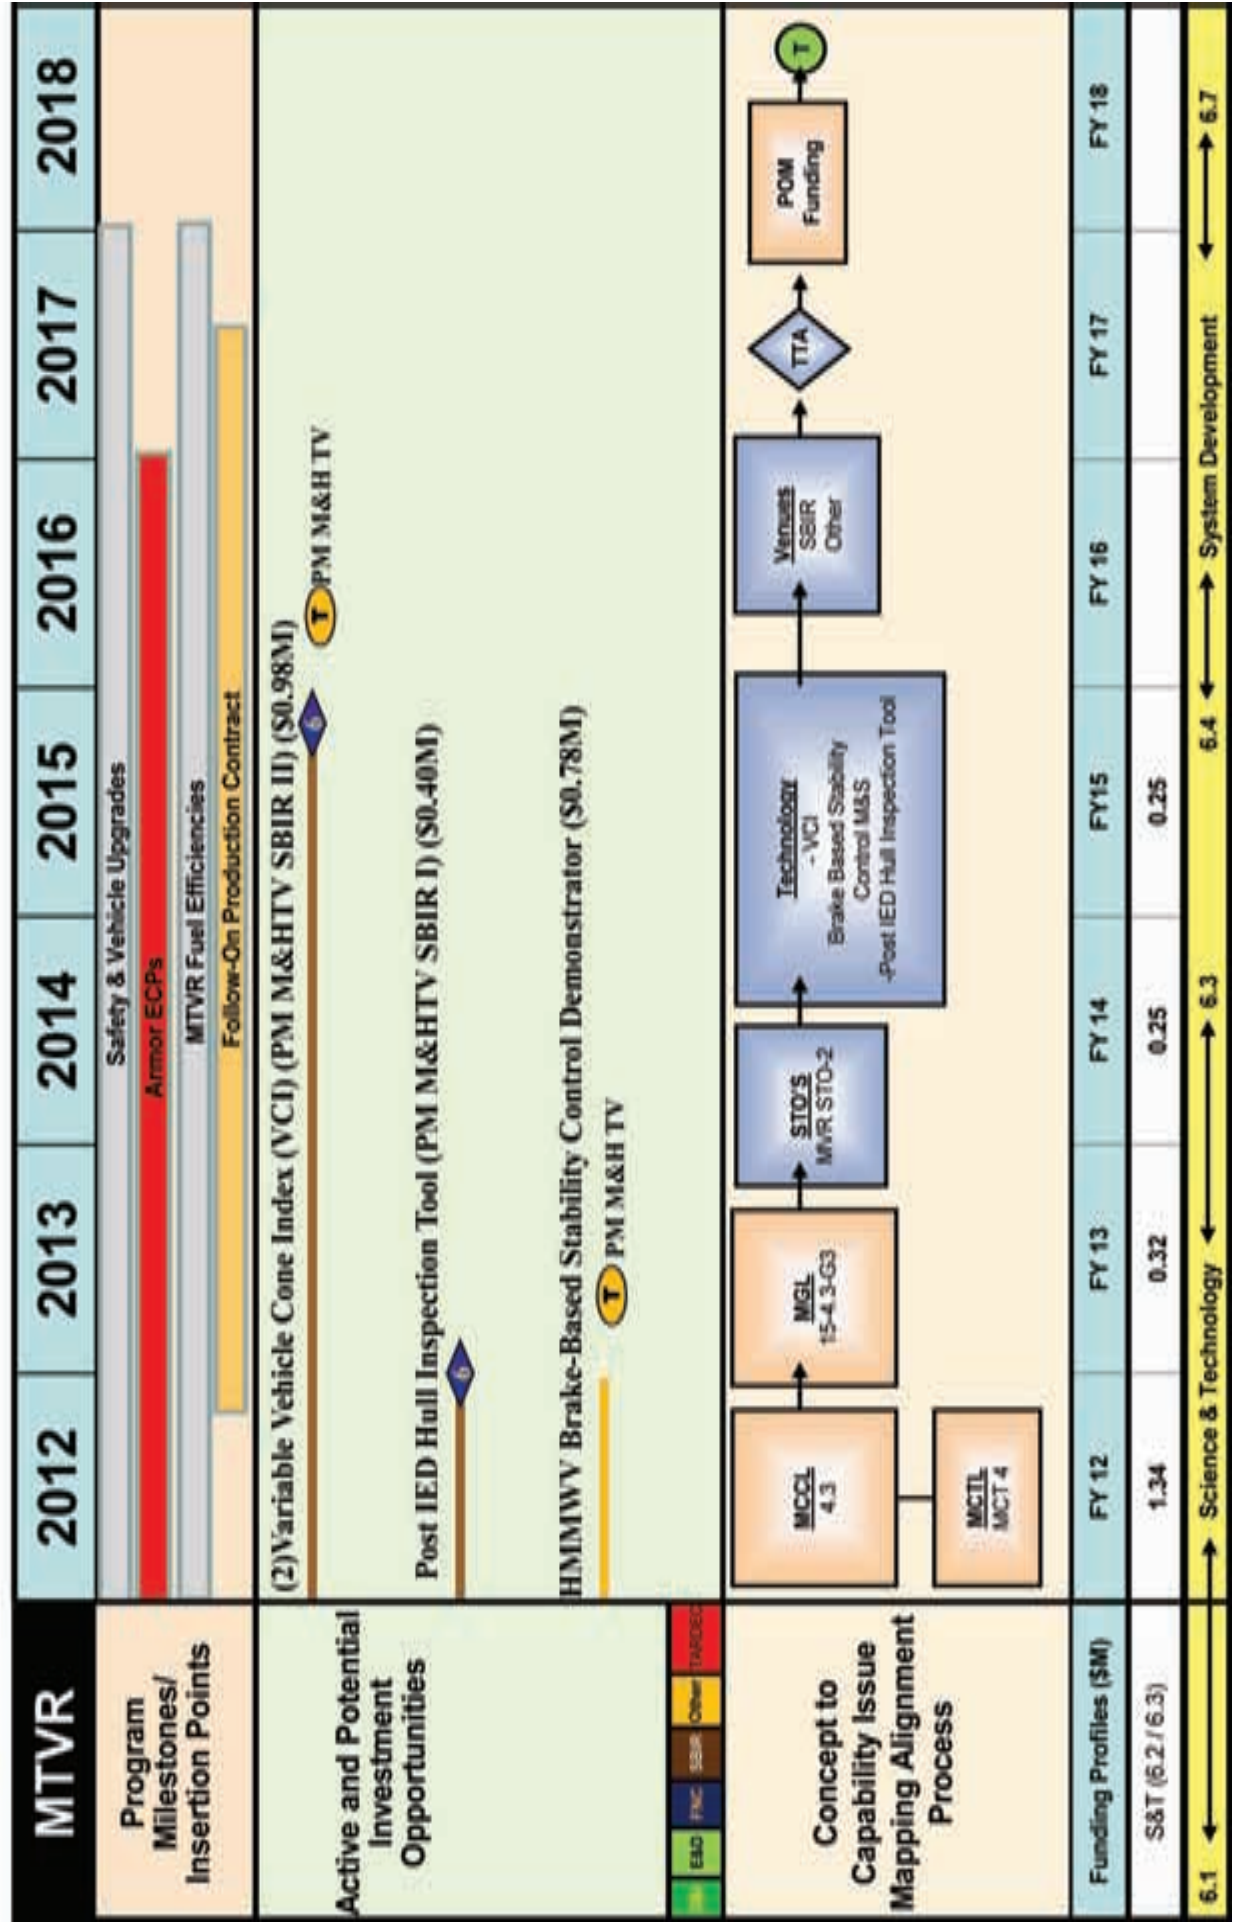 MTVR
2012
2013
2014
2015
2016
2017
2018
Program
Milestones/
Insertion Points
Safety & Vehicle Upgrades
Armor ECPs
MTVR Fuel Efficiencies
Follow-On Production Contract
Active and Potential
Investment
Opportunities
(2)Variable Vehicle Cone Index (VCI) (PM M&HTV SBIR II) ($0.98M)
6
T
PM M&H TV
Post IED Hull Inspection Tool (PM M&HTV SBIR I) ($0.40M)
6
HMMWV Brake-Based Stability Control Demonstrator ($0.78M)
T
PM M&H TV
E&D
FNC
SBIR
Other
TARDEC
Concept to
Capability Issue
Mapping Alignment
Process
MCCL
4.3
MCTL
MCT 4
MGL
15-4.3-G3
STO'S
MVR STO-2
Technology
- VCI
Brake Based Stability
Control M&S
-Post IED Hull Inspection Tool
Venues
SBIR
Other
TTA
POM
Funding
T
Funding Profiles ($M)
FY 12
FY 13
FY 14
FY15
FY 16
FY 17
FY 18
S&T (6.2 / 6.3)
1.34
0.32
0.25
0.25
6.1
Science & Technology
6.3
6.4
System Development
6.7